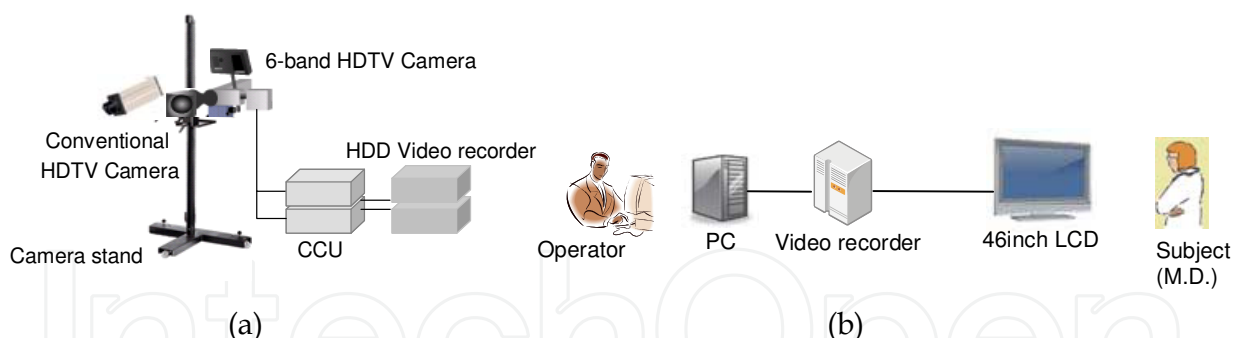 6-band HDTV Camera
Conventional
HDTV Camera
HDD Video recorder
Camera stand
CCU
Operator
PC
Video recorder
46inch LCD
Subject
(M.D.)
(a)
(b)
IntechOpen